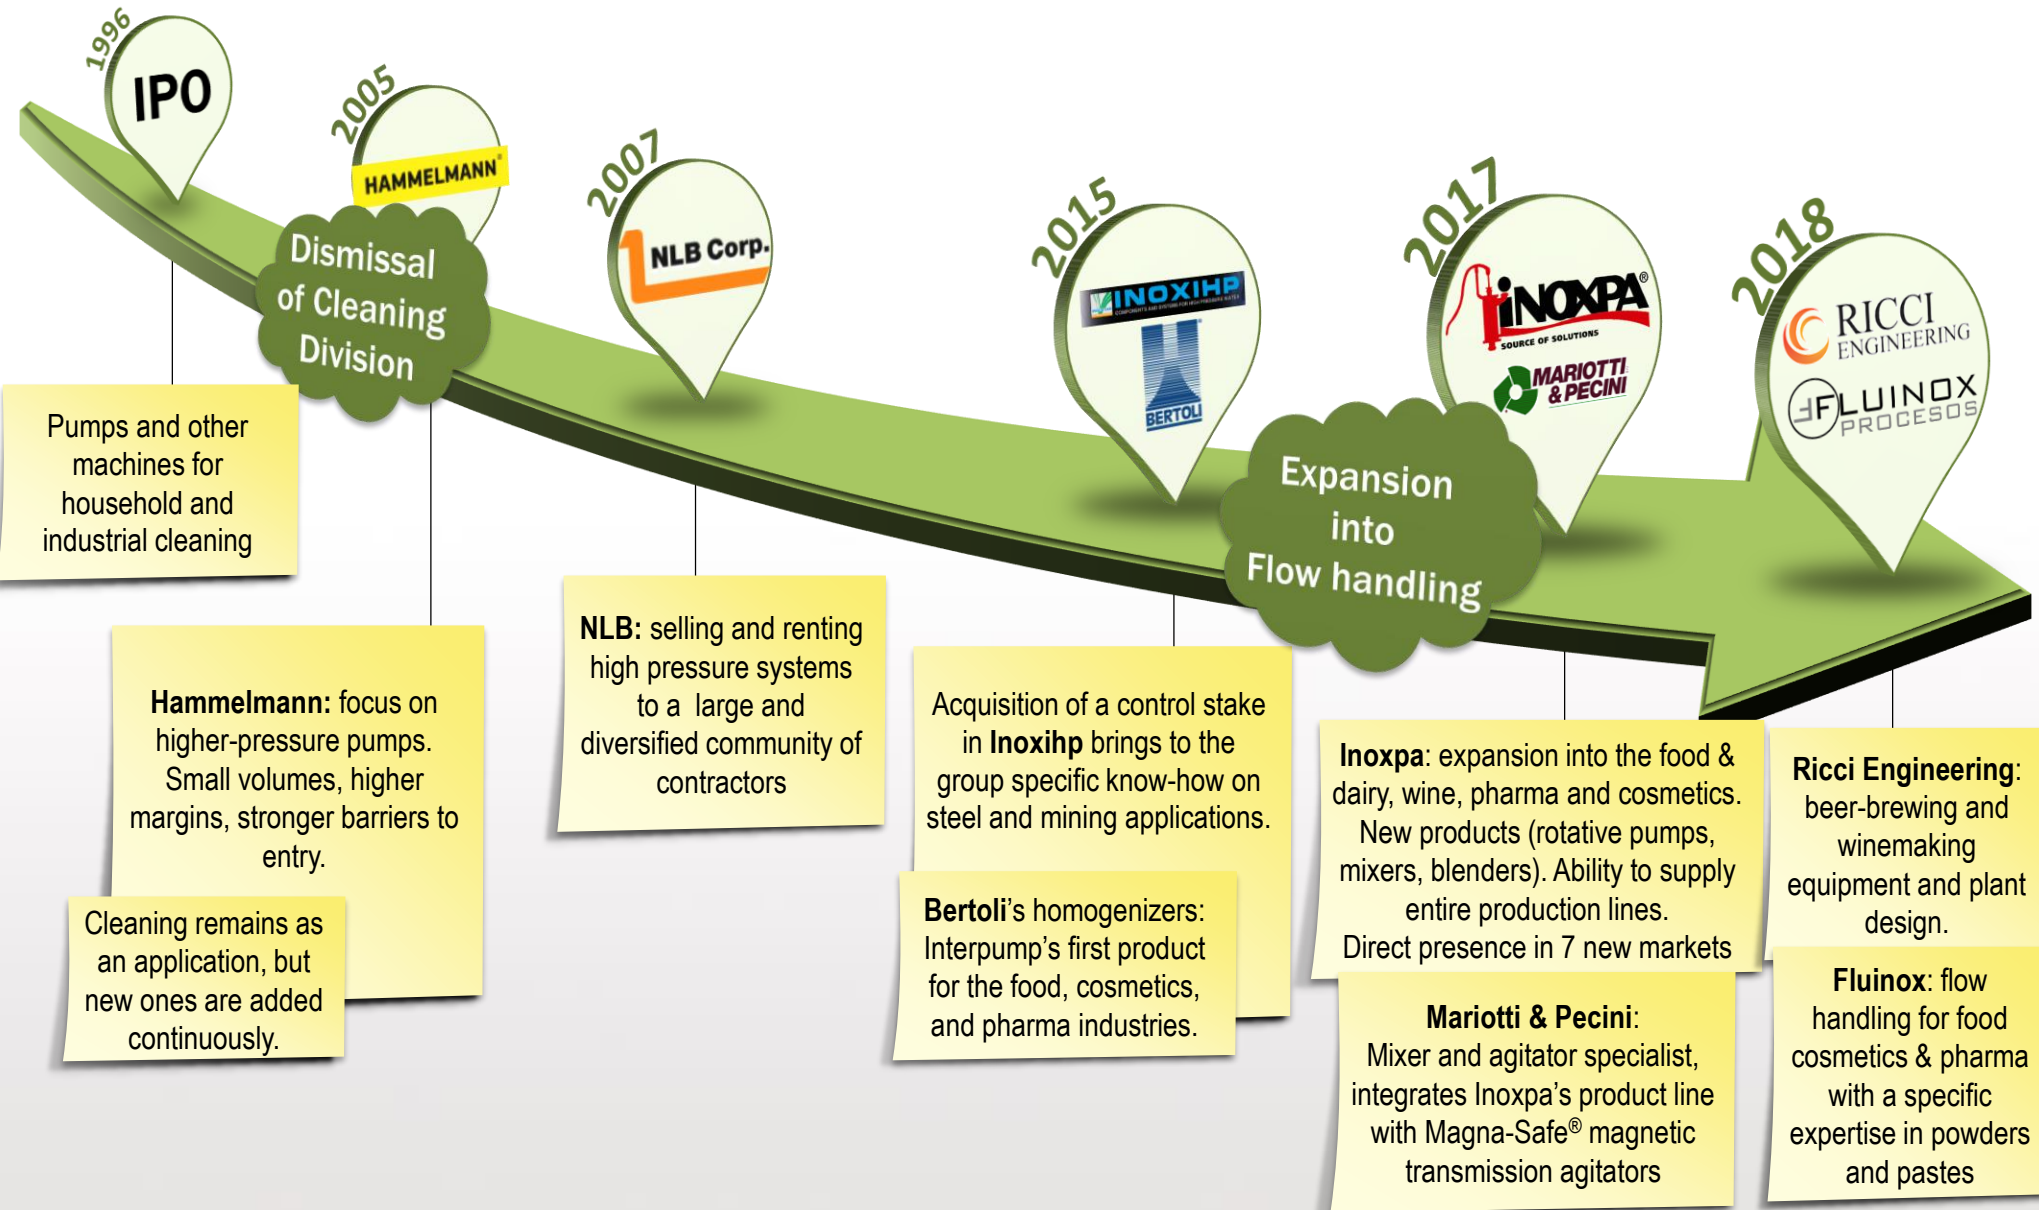 1996
IPO
2005
HAMMELMANN®
Dismissal
of Cleaning
Division
2007
NLB Corp.
2015
INOXIHP
COMPONENTS AND SYSTEMS FOR HIGH PRESSURE WATER
BERTOLI
Expansion
into
Flow handling
2017
iNOXPA®
SOURCE OF SOLUTIONS
MARIOTTI
& PECINI
2018
RICCI
ENGINEERING
FLUINOX
PROCESOS
Pumps and other
machines for
household and
industrial cleaning
Hammelmann: focus on
higher-pressure pumps.
Small volumes, higher
margins, stronger barriers to
entry.
Cleaning remains as
an application, but
new ones are added
continuously.
NLB: selling and renting
high pressure systems
to a large and
diversified community of
contractors
Acquisition of a control stake
in Inoxihp brings to the
group specific know-how on
steel and mining applications.
Bertoli's homogenizers:
Interpump's first product
for the food, cosmetics,
and pharma industries.
Inoxpa: expansion into the food &
dairy, wine, pharma and cosmetics.
New products (rotative pumps,
mixers, blenders). Ability to supply
entire production lines.
Direct presence in 7 new markets
Mariotti & Pecini:
Mixer and agitator specialist,
integrates Inoxpa's product line
with Magna-Safe® magnetic
transmission agitators
Ricci Engineering:
beer-brewing and
winemaking
equipment and plant
design.
Fluinox: flow
handling for food
cosmetics & pharma
with a specific
expertise in powders
and pastes